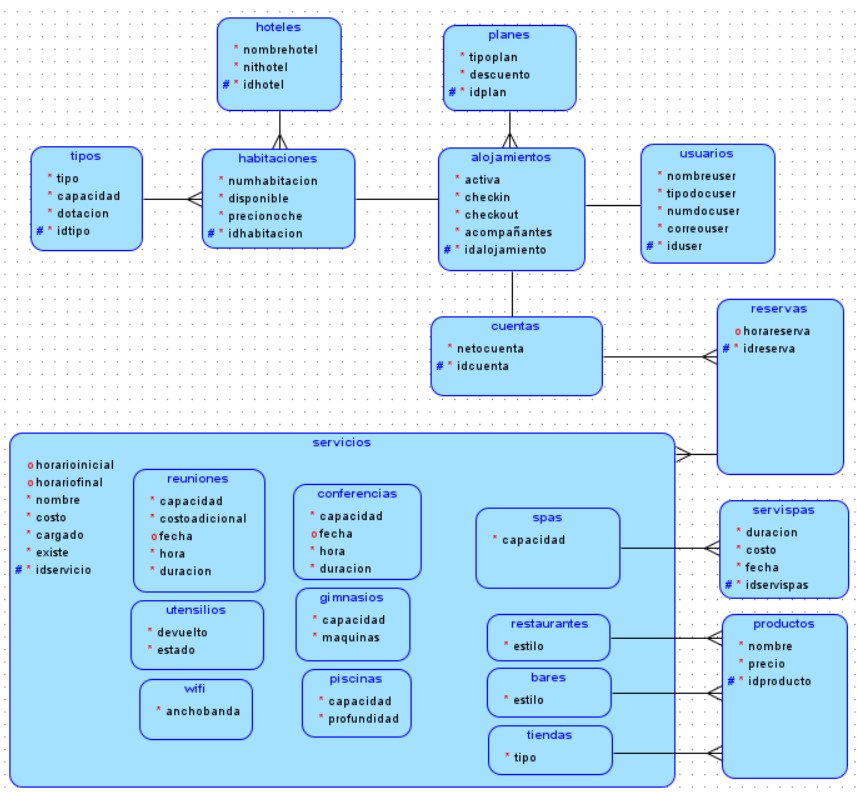 hoteles
* nombrehotel
* nithotel
# * idhotel
planes
* tipoplan
* descuento
# * idplan
tipos
* tipo
* capacidad
* dotacion
# * idtipo
habitaciones
* numhabitacion
* disponible
* precionoche
# * idhabitacion
alojamientos
* activa
* checkin
* checkout
* acompañantes
# * idalojamiento
usuarios
* nombreuser
* tipodocuser
* numdocuser
* correouser
# * iduser
cuentas
* netocuenta
# * idcuenta
reservas
o horareserva
# * idreserva
servicios
o horarioinicial
o horariofinal
* nombre
* costo
* cargado
* existe
# * idservicio
reuniones
* capacidad
* costoadicional
o fecha
* hora
* duracion
conferencias
* capacidad
o fecha
* hora
* duracion
spas
* capacidad
servispas
* duracion
* costo
* fecha
# * idservispas
utensilios
* devuelto
* estado
gimnasios
* capacidad
* maquinas
restaurantes
* estilo
productos
* nombre
* precio
# * idproducto
wifi
* anchobanda
piscinas
* capacidad
* profundidad
bares
* estilo
tiendas
* tipo